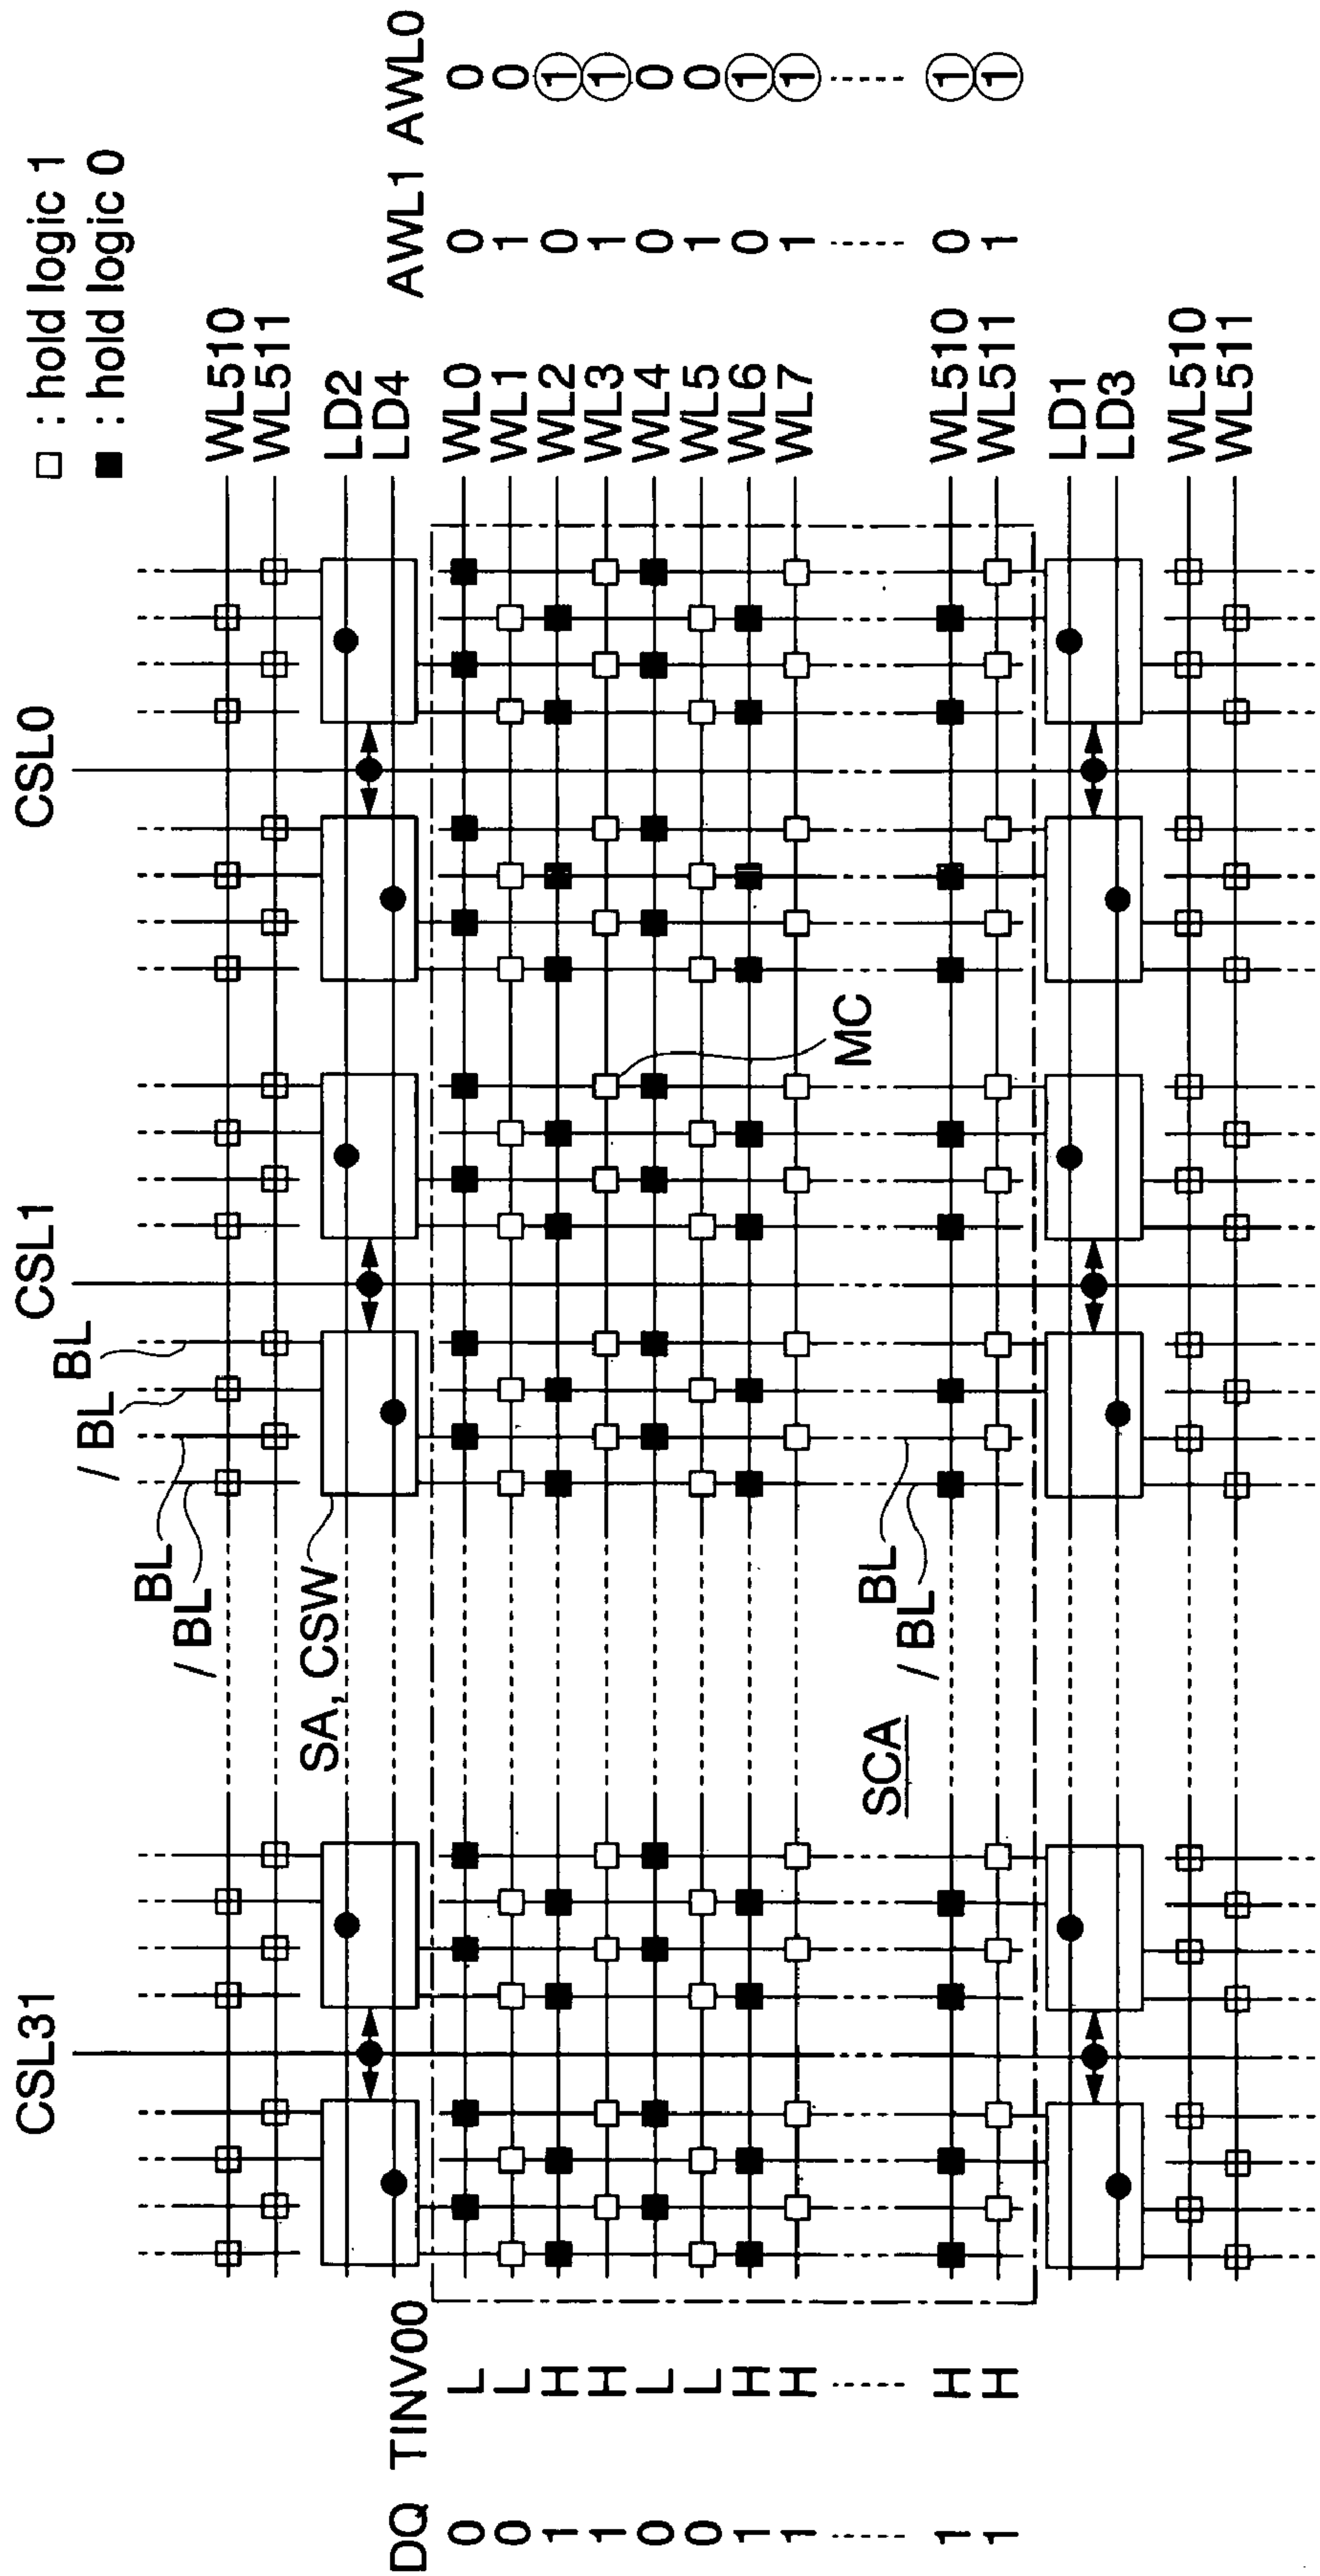 CSL31 CSL1 CSL0 □ : hold logic 1
BL
/ BL ■ : hold logic 0
BL
/ BL
WL510
WL511
SA, CSW LD2
LD4
DQ TINV00 AWL1 AWL0
0 L WL0 0 0
0 L WL1 1 0
1 H WL2 0 ①
1 H WL3 1 ①
0 L WL4 0 0
0 L WL5 1 0
1 H WL6 0 ①
1 H WL7 1 ①
MC
SCA BL
/ BL
1 H WL510 0 ①
1 H WL511 1 ①
LD1
LD3
WL510
WL511